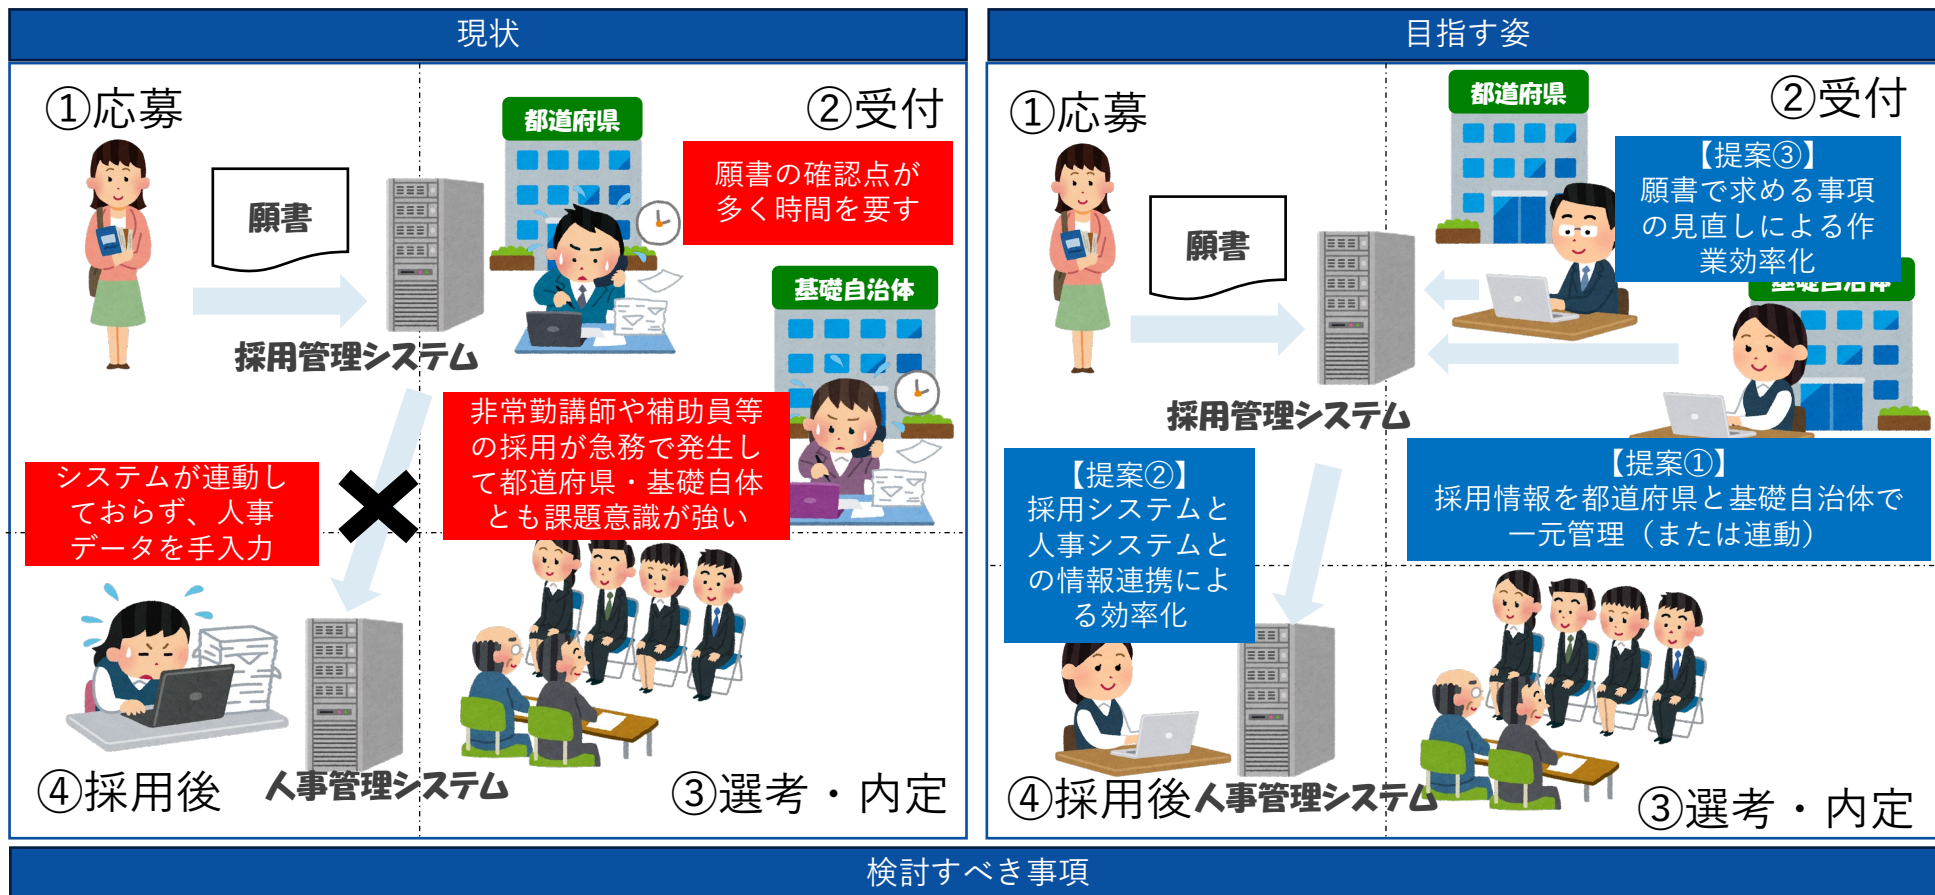 現状
①応募
都道府県
②受付
願書の確認点が
多く時間を要す
願書
基礎自治体
採用管理システム
非常勤講師や補助員等
の採用が急務で発生し
て都道府県・基礎自体
とも課題意識が強い
システムが連動し
ておらず、人事
データを手入力
④採用後
人事管理システム
③選考・内定
目指す姿
①応募
都道府県
②受付
【提案③】
願書で求める事項
の見直しによる作
業効率化
願書
基礎自治体
採用管理システム
【提案①】
採用情報を都道府県と基礎自治体で
一元管理（または連動）
【提案②】
採用システムと
人事システムと
の情報連携によ
る効率化
④採用後
人事管理システム
③選考・内定
検討すべき事項